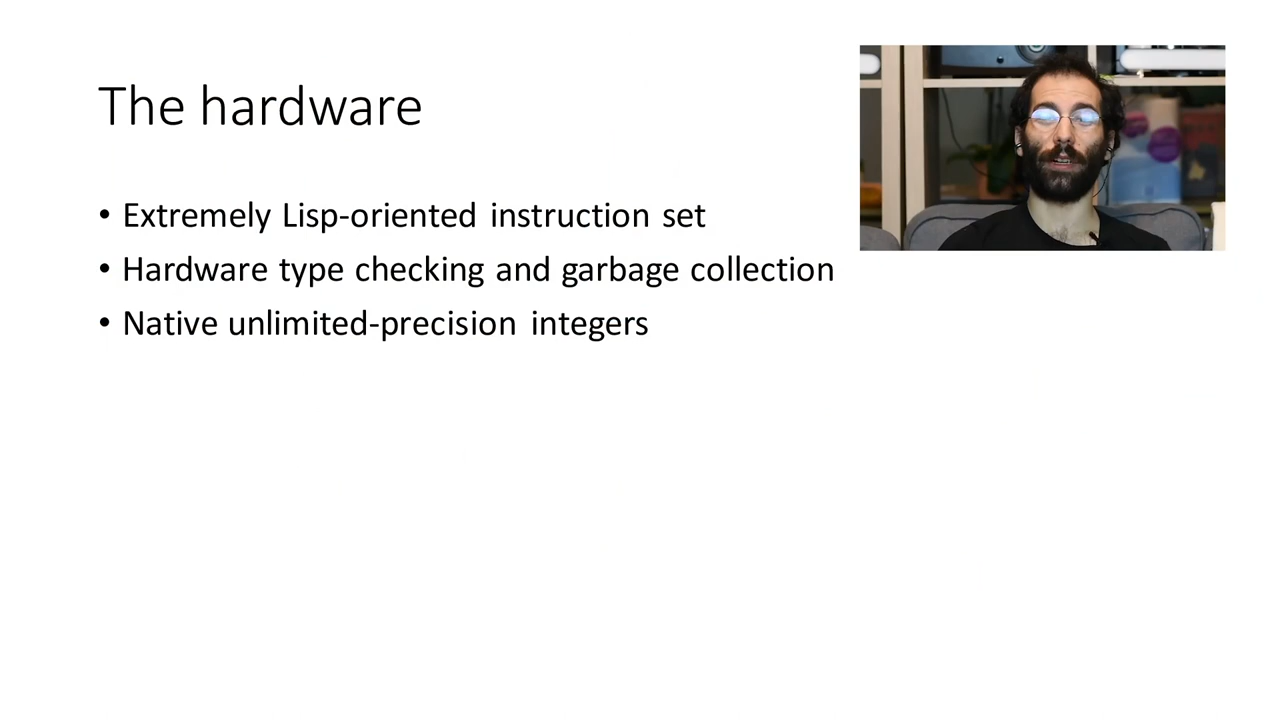 The hardware
• Extremely Lisp-oriented instruction set
• Hardware type checking and garbage collection
• Native unlimited-precision integers